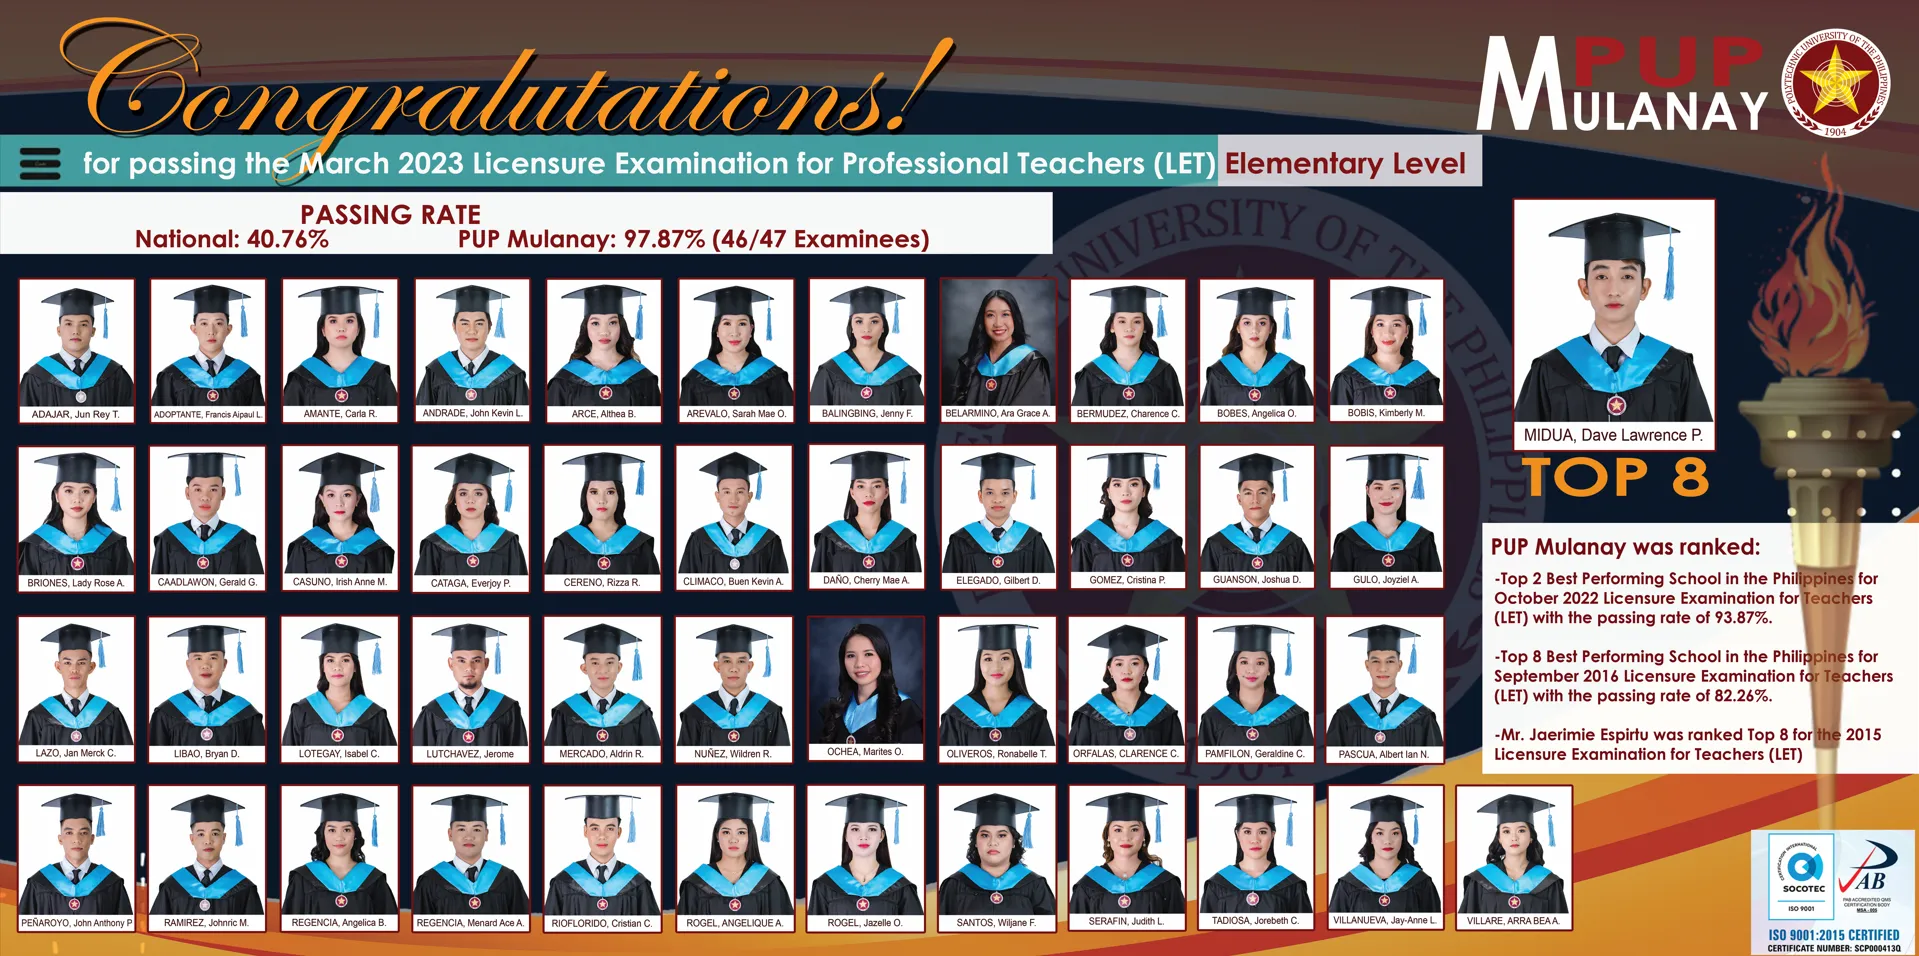 Congralutations!
PUP
MULANAY
POLYTECHNIC UNIVERSITY OF THE PHILIPPINES
1904
for passing the March 2023 Licensure Examination for Professional Teachers (LET) Elementary Level
PASSING RATE
National: 40.76% PUP Mulanay: 97.87% (46/47 Examinees)
ADAJAR, Jun Rey T.
ADOPTANTE, Francis Aipaul L.
AMANTE, Carla R.
ANDRADE, John Kevin L.
ARCE, Althea B.
AREVALO, Sarah Mae O.
BALINGBING, Jenny F.
BELARMINO, Ara Grace A.
BERMUDEZ, Charence C.
BOBES, Angelica O.
BOBIS, Kimberly M.
BRIONES, Lady Rose A.
CAADLAWON, Gerald G.
CASUNO, Irish Anne M.
CATAGA, Everjoy P.
CERENO, Rizza R.
CLIMACO, Buen Kevin A.
DAÑO, Cherry Mae A.
ELEGADO, Gilbert D.
GOMEZ, Cristina P.
GUANSON, Joshua D.
GULO, Joyziel A.
LAZO, Jan Merck C.
LIBAO, Bryan D.
LOTEGAY, Isabel C.
LUTCHAVEZ, Jerome
MERCADO, Aldrin R.
NUÑEZ, Wildren R.
OCHEA, Marites O.
OLIVEROS, Ronabelle T.
ORFALAS, CLARENCE C.
PAMFILON, Geraldine C.
PASCUA, Albert Ian N.
PEÑAROYO, John Anthony P
RAMIREZ, Johnric M.
REGENCIA, Angelica B.
REGENCIA, Menard Ace A.
RIOFLORIDO, Cristian C.
ROGEL, ANGELIQUE A.
ROGEL, Jazelle O.
SANTOS, Wiljane F.
SERAFIN, Judith L.
TADIOSA, Jorebeth C.
VILLANUEVA, Jay-Anne L.
VILLARE, ARRA BEA A.
MIDUA, Dave Lawrence P.
TOP 8
PUP Mulanay was ranked:
-Top 2 Best Performing School in the Philippines for
October 2022 Licensure Examination for Teachers
(LET) with the passing rate of 93.87%.
-Top 8 Best Performing School in the Philippines for
September 2016 Licensure Examination for Teachers
(LET) with the passing rate of 82.26%.
-Mr. Jaerimie Espirtu was ranked Top 8 for the 2015
Licensure Examination for Teachers (LET)
CERTIFICATION INTERNATIONAL
SOCOTEC
ISO 9001
PAB
PAB ACCREDITED QMS
CERTIFICATION BODY
MSA - 005
ISO 9001:2015 CERTIFIED
CERTIFICATE NUMBER: SCP000413Q